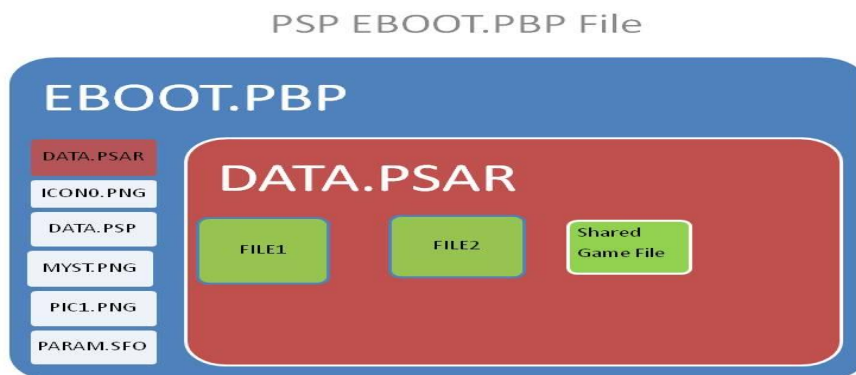 PSP EBOOT.PBP File
EBOOT.PBP
DATA.PSAR
ICON0.PNG
DATA.PSP
MYST.PNG
PIC1.PNG
PARAM.SFO
DATA.PSAR
FILE1
FILE2
Shared
Game File